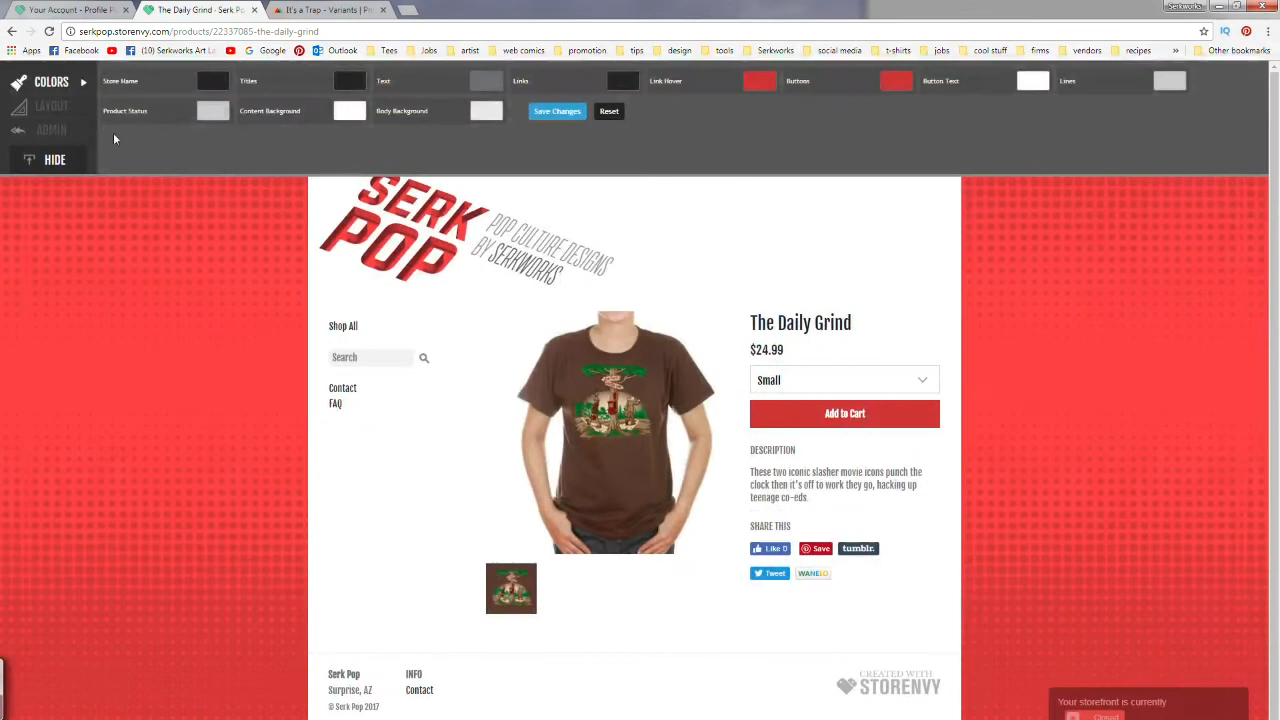 Serkworks
Your Account - Profile P
The Daily Grind - Serk Po
It's a Trap - Variants | Pri
serkpop.storenvy.com/products/22337085-the-daily-grind
Apps Facebook (10) Serkworks Art La Google Outlook Tees Jobs artist web comics promotion tips design tools Serkworks social media t-shirts jobs cool stuff firms vendors recipes » Other bookmarks
COLORS
LAYOUT
ADMIN
HIDE
Store Name Titles Text Links Link Hover Buttons Button Text Lines
Product Status Content Background Body Background Save Changes Reset
SERK
POP
POP CULTURE DESIGNS
BY SERKWORKS
Shop All
Search
Contact
FAQ
The Daily Grind
$24.99
Small
Add to Cart
DESCRIPTION
These two iconic slasher movie icons punch the
clock then it's off to work they go, hacking up
teenage co-eds.
SHARE THIS
Like 0 Save tumblr.
Tweet WANELO
Serk Pop
Surprise, AZ
© Serk Pop 2017
INFO
Contact
CREATED WITH
STORENVY
Your storefront is currently
Closed